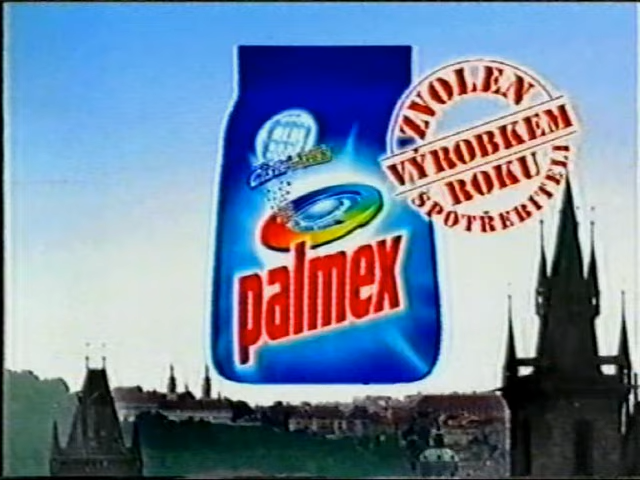 ZVOLEN
VÝROBKEM
ROKU
SPOTŘEBITELI
palmex